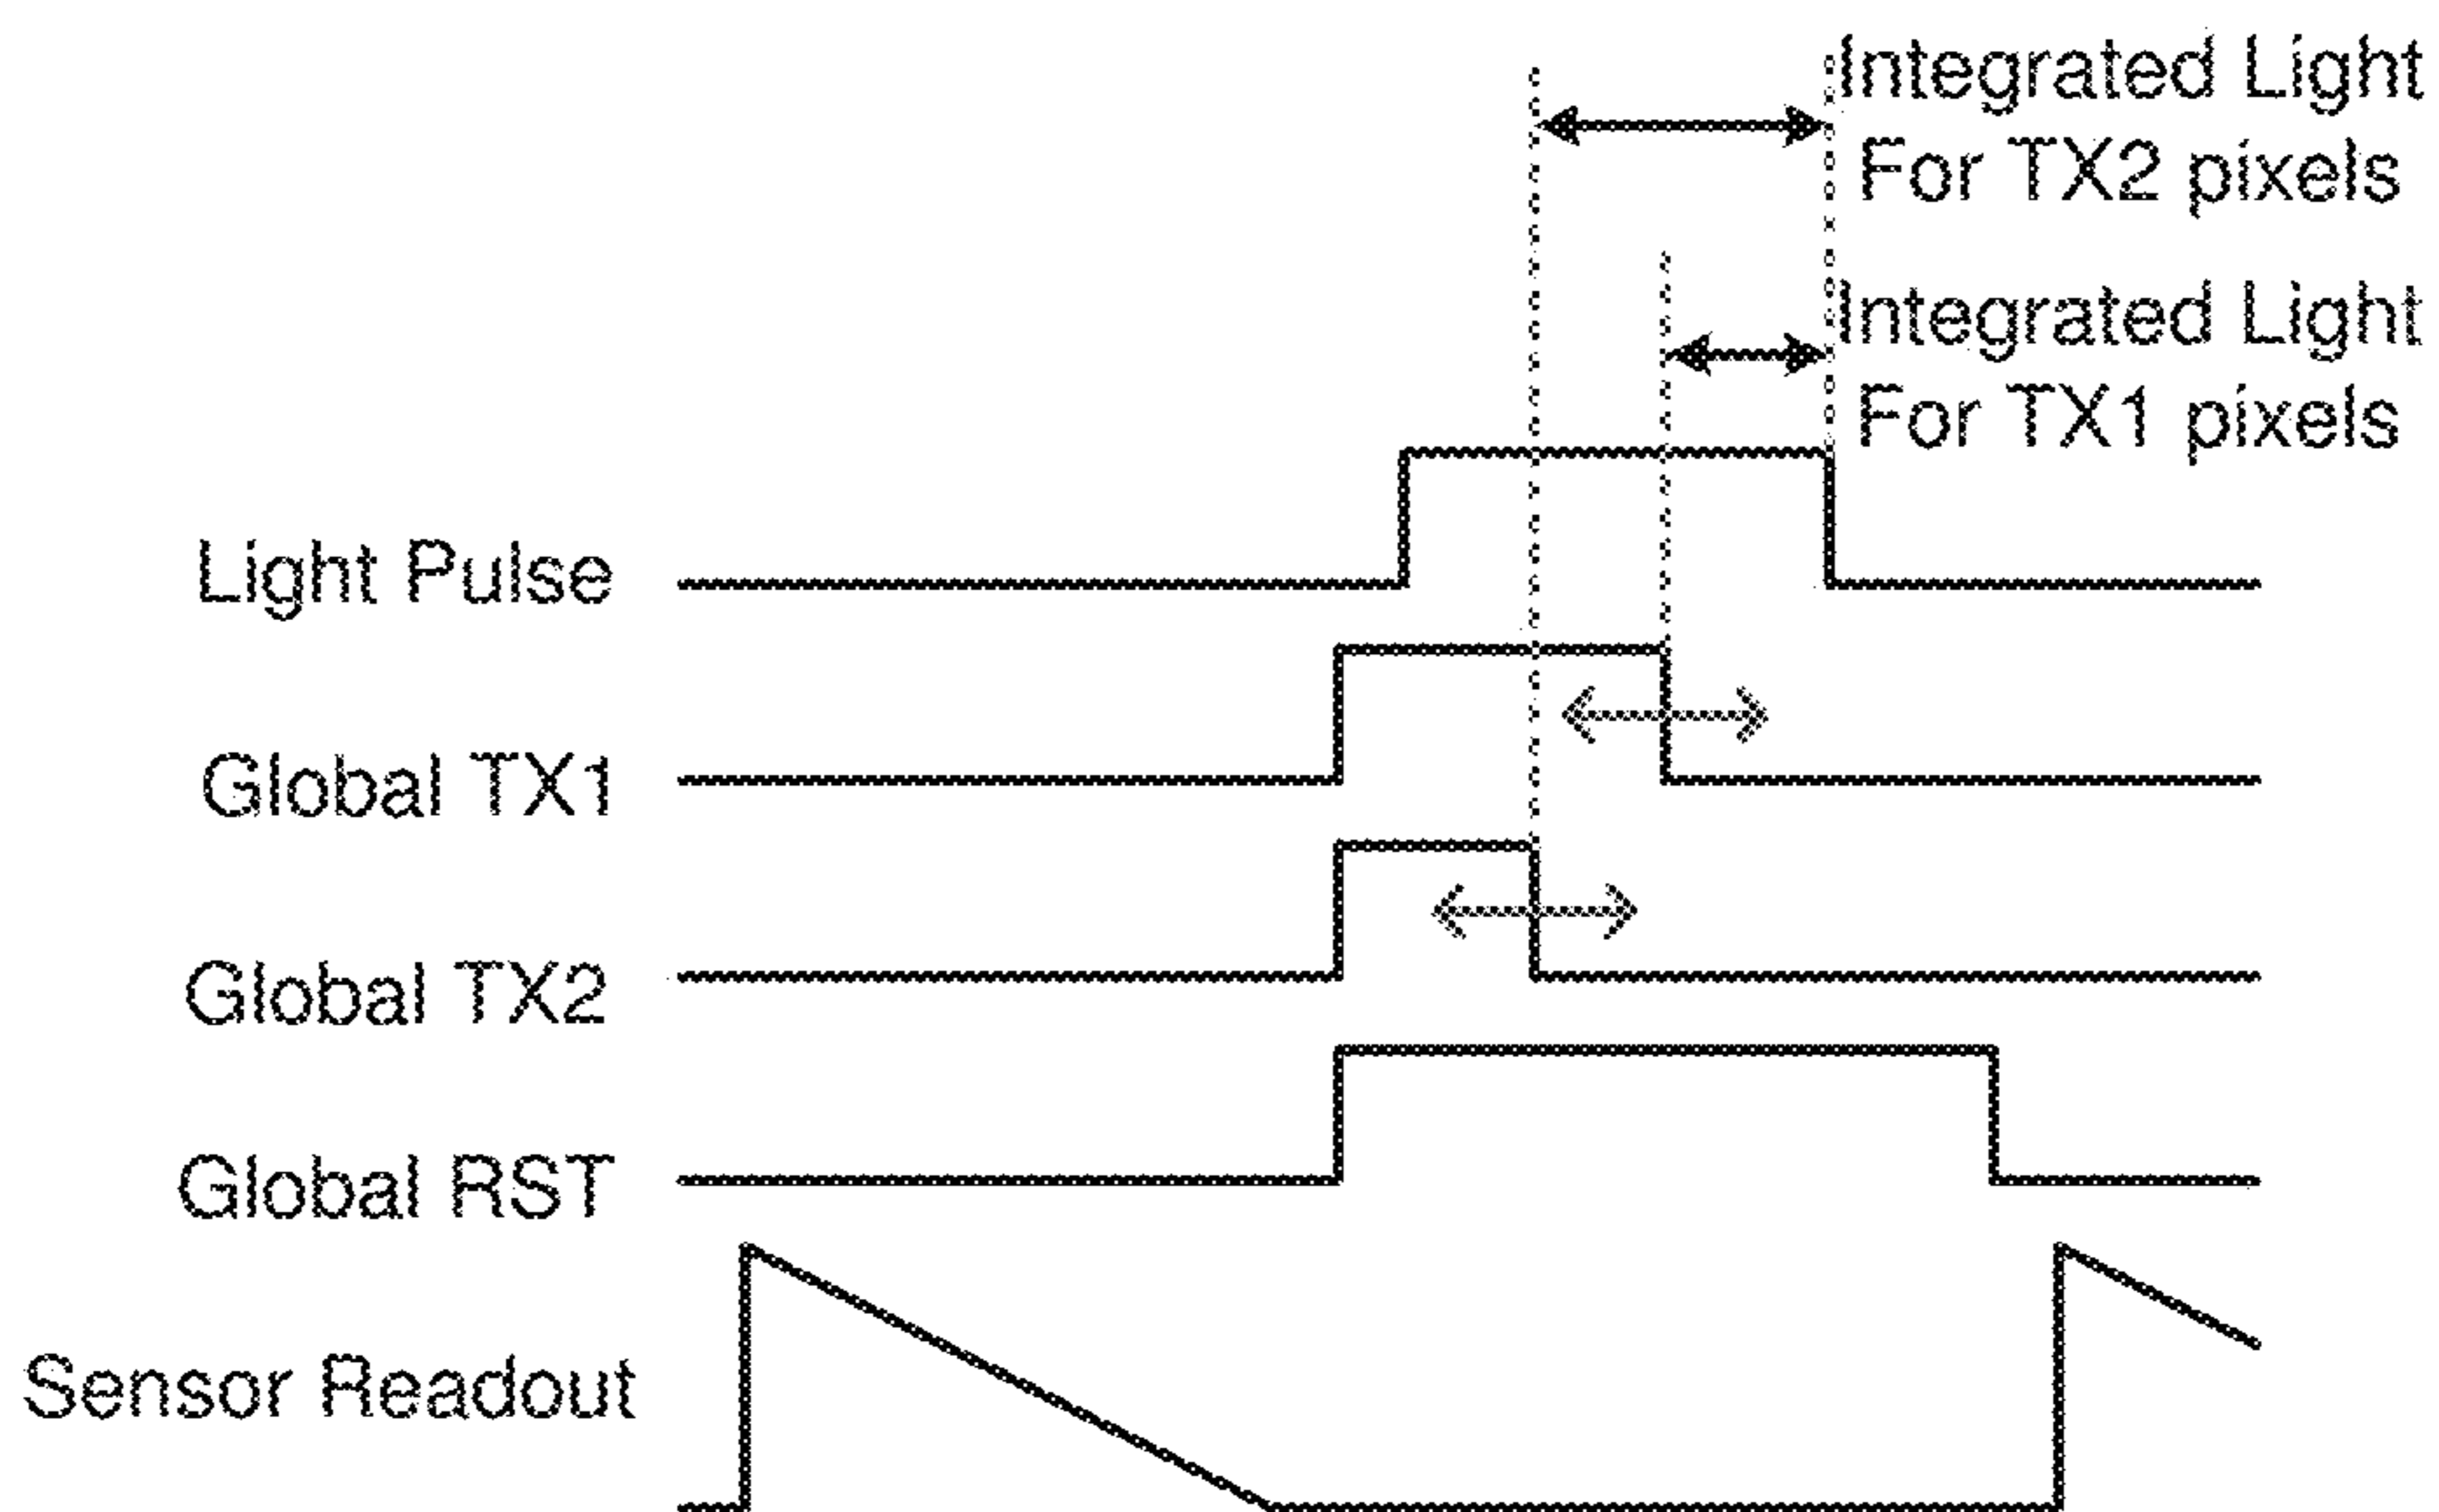 Integrated Light
For TX2 pixels
Integrated Light
For TX1 pixels
Light Pulse
Global TX1
Global TX2
Global RST
Sensor Readout